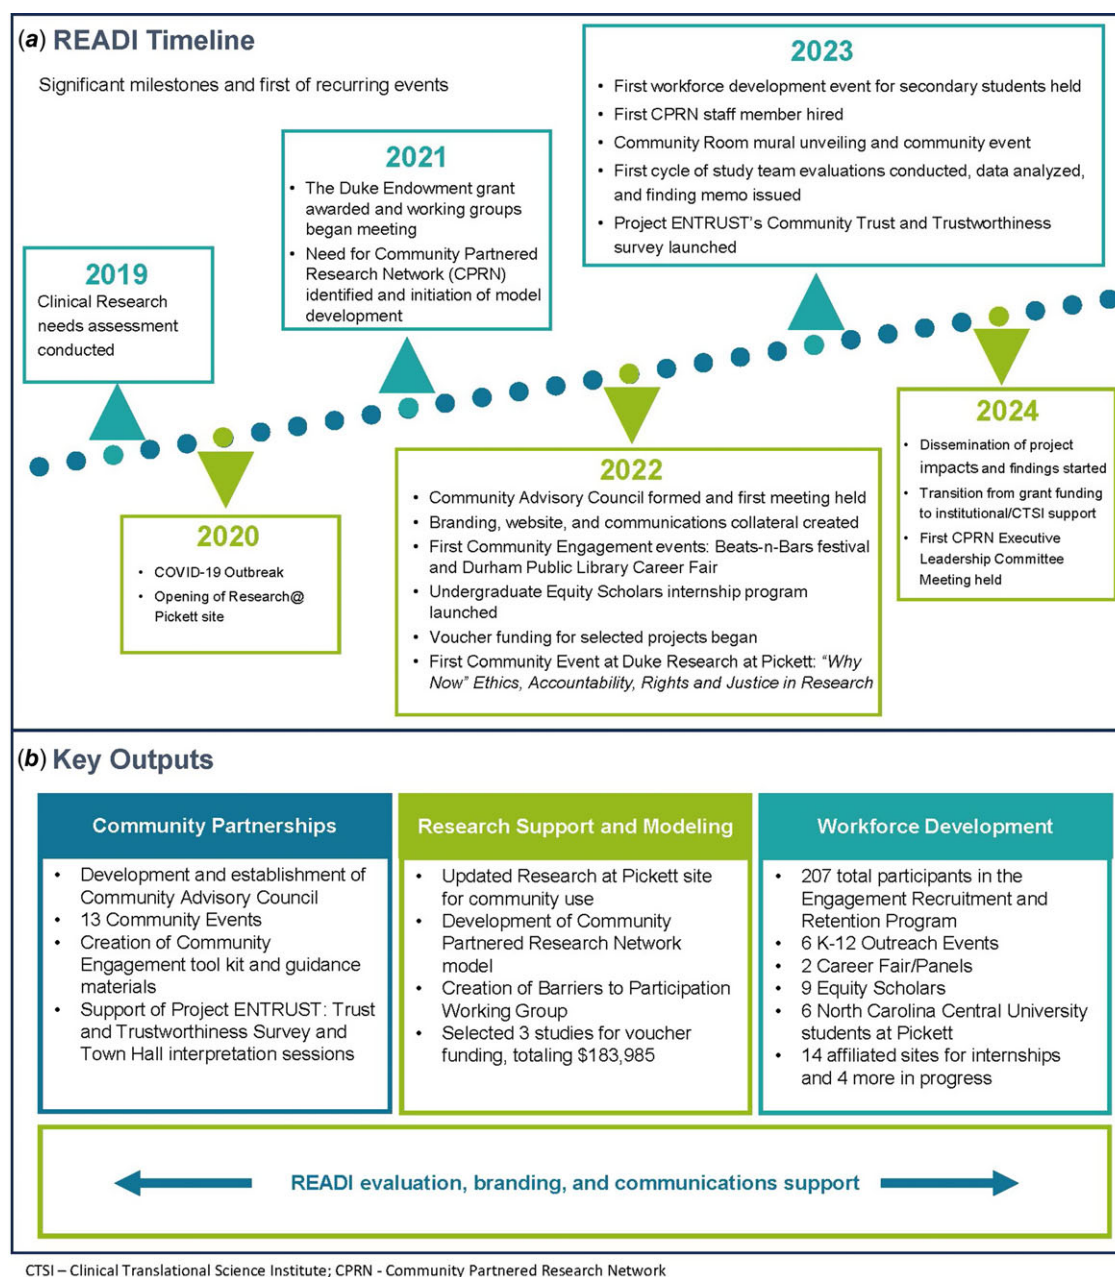 (a) READI Timeline
Significant milestones and first of recurring events
2019
Clinical Research
needs assessment
conducted
2020
• COVID-19 Outbreak
• Opening of Research@
Pickett site
2021
• The Duke Endowment grant
awarded and working groups
began meeting
• Need for Community Partnered
Research Network (CPRN)
identified and initiation of model
development
2022
• Community Advisory Council formed and first meeting held
• Branding, website, and communications collateral created
• First Community Engagement events: Beats-n-Bars festival
and Durham Public Library Career Fair
• Undergraduate Equity Scholars internship program
launched
• Voucher funding for selected projects began
• First Community Event at Duke Research at Pickett: “Why
Now” Ethics, Accountability, Rights and Justice in Research
2023
• First workforce development event for secondary students held
• First CPRN staff member hired
• Community Room mural unveiling and community event
• First cycle of study team evaluations conducted, data analyzed,
and finding memo issued
• Project ENTRUST’s Community Trust and Trustworthiness
survey launched
2024
• Dissemination of project
impacts and findings started
• Transition from grant funding
to institutional/CTSI support
• First CPRN Executive
Leadership Committee
Meeting held
(b) Key Outputs
Community Partnerships
• Development and establishment of
Community Advisory Council
• 13 Community Events
• Creation of Community
Engagement tool kit and guidance
materials
• Support of Project ENTRUST: Trust
and Trustworthiness Survey and
Town Hall interpretation sessions
Research Support and Modeling
• Updated Research at Pickett site
for community use
• Development of Community
Partnered Research Network
model
• Creation of Barriers to Participation
Working Group
• Selected 3 studies for voucher
funding, totaling $183,985
Workforce Development
• 207 total participants in the
Engagement Recruitment and
Retention Program
• 6 K-12 Outreach Events
• 2 Career Fair/Panels
• 9 Equity Scholars
• 6 North Carolina Central University
students at Pickett
• 14 affiliated sites for internships
and 4 more in progress
READI evaluation, branding, and communications support
CTSI – Clinical Translational Science Institute; CPRN - Community Partnered Research Network